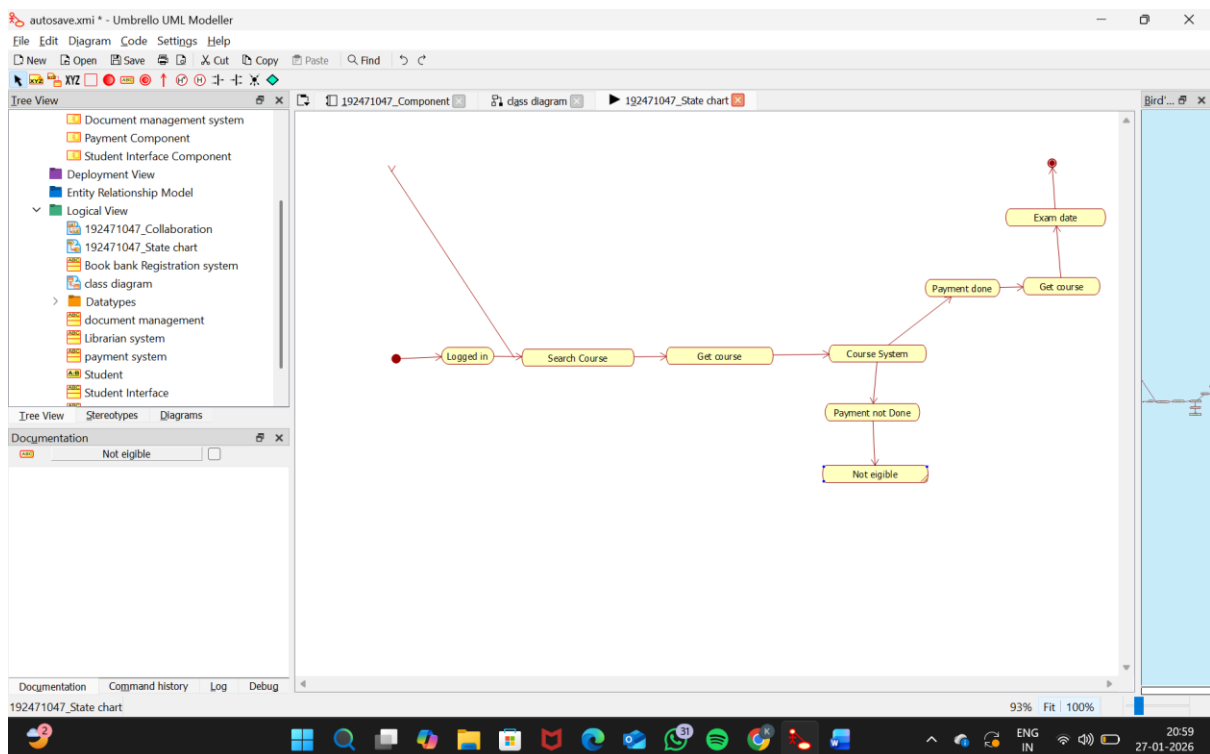 autosave.xmi * - Umbrello UML Modeller
File Edit Diagram Code Settings Help
New Open Save Cut Copy Paste Find
XYZ XYZ
Tree View
192471047_Component class diagram 192471047_State chart
Bird'...
Document management system
Payment Component
Student Interface Component
Deployment View
Entity Relationship Model
Logical View
192471047_Collaboration
192471047_State chart
Book bank Registration system
class diagram
Datatypes
document management
Librarian system
payment system
Student
Student Interface
Tree View Stereotypes Diagrams
Documentation
Not eigible
Documentation Command history Log Debug
Exam date
Payment done
Get course
Logged in
Search Course
Get course
Course System
Payment not Done
Not eigible
192471047_State chart
93% Fit 100%
2
31
ENG
IN
20:59
27-01-2026